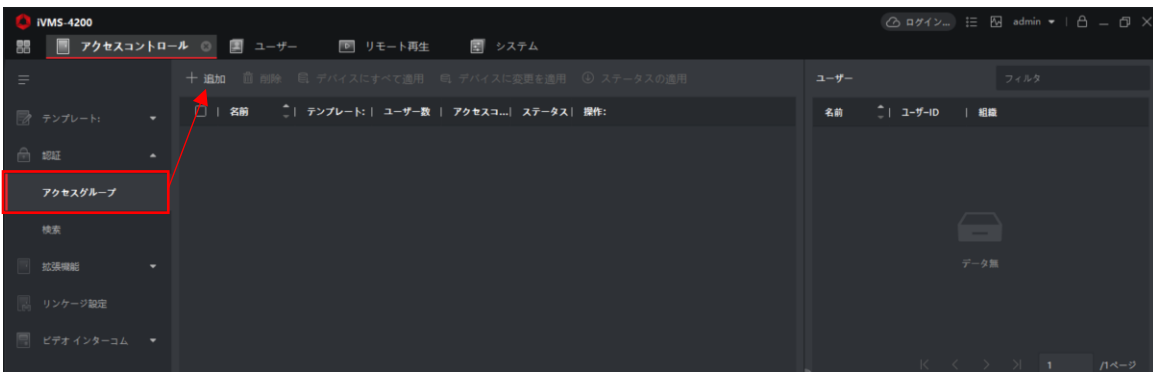 iVMS-4200
ログイン... admin
アクセスコントロール ユーザー リモート再生 システム
追加 削除 デバイスにすべて適用 デバイスに変更を適用 ステータスの適用
ユーザー フィルタ
名前 | テンプレート: | ユーザー数 | アクセスコ... | ステータス | 操作:
名前 | ユーザーID | 組織
テンプレート:
認証
アクセスグループ
検索
拡張機能
リンケージ設定
ビデオ インターコム
データ無
1 /1ページ